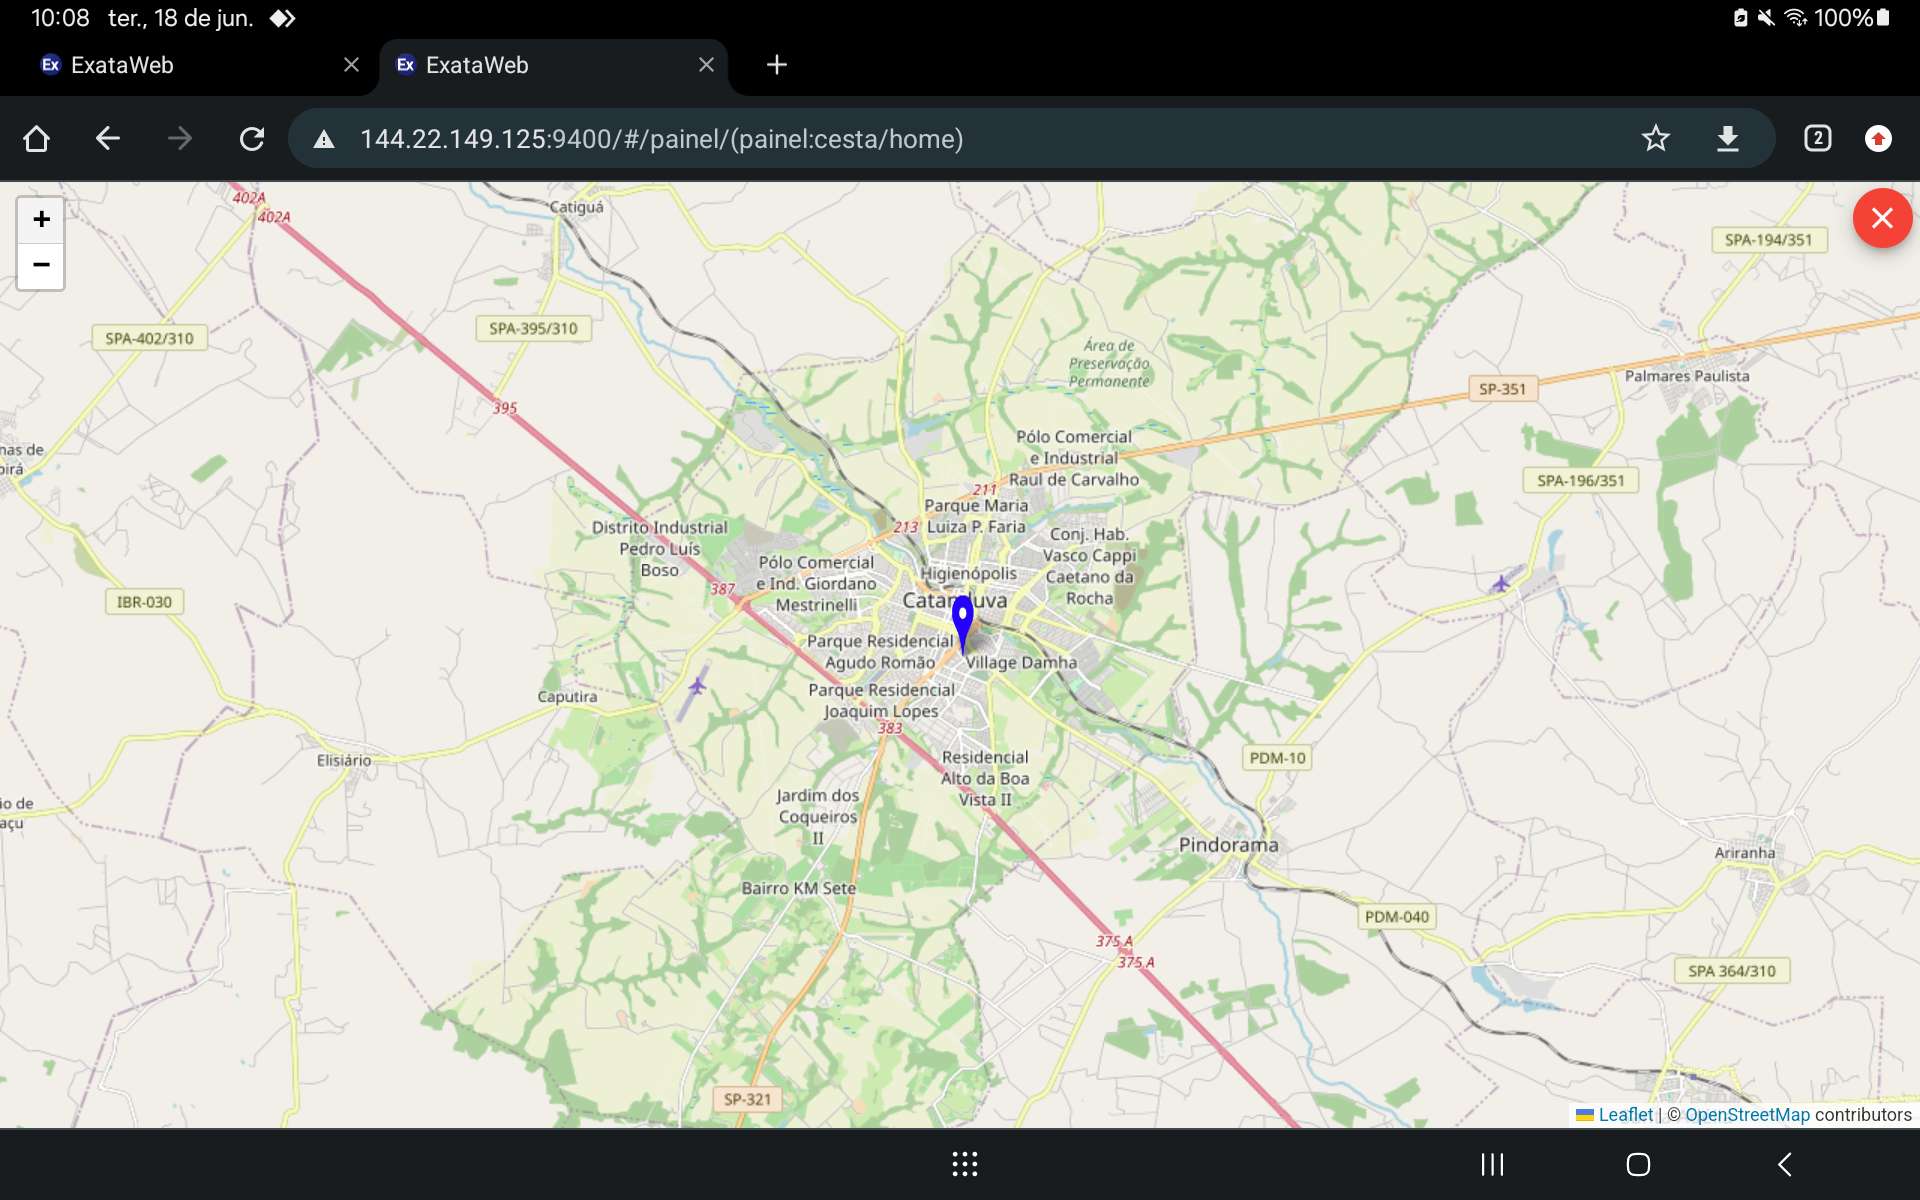 10:08 ter., 18 de jun.
100%
ExataWeb
ExataWeb
144.22.149.125:9400/#/painel/(painel:cesta/home)
2
+
−
402A
402A
Catiguá
SPA-194/351
SPA-402/310
SPA-395/310
Área de
Preservação
Permanente
Palmares Paulista
SP-351
395
nas de
oirá
Pólo Comercial
e Industrial
Raul de Carvalho
SPA-196/351
211
Parque Maria
Luiza P. Faria
213
Distrito Industrial
Pedro Luís
Boso
Conj. Hab.
Vasco Cappi
Caetano da
Rocha
Pólo Comercial
e Ind. Giordano
Mestrinelli
Higienópolis
387
IBR-030
Catanduva
Parque Residencial
Agudo Romão
Village Damha
Caputira
Parque Residencial
Joaquim Lopes
383
Elisiário
Residencial
Alto da Boa
Vista II
PDM-10
io de
açu
Jardim dos
Coqueiros
II
Pindorama
Ariranha
Bairro KM Sete
PDM-040
375 A
375 A
SPA 364/310
SP-321
Leaflet | © OpenStreetMap contributors